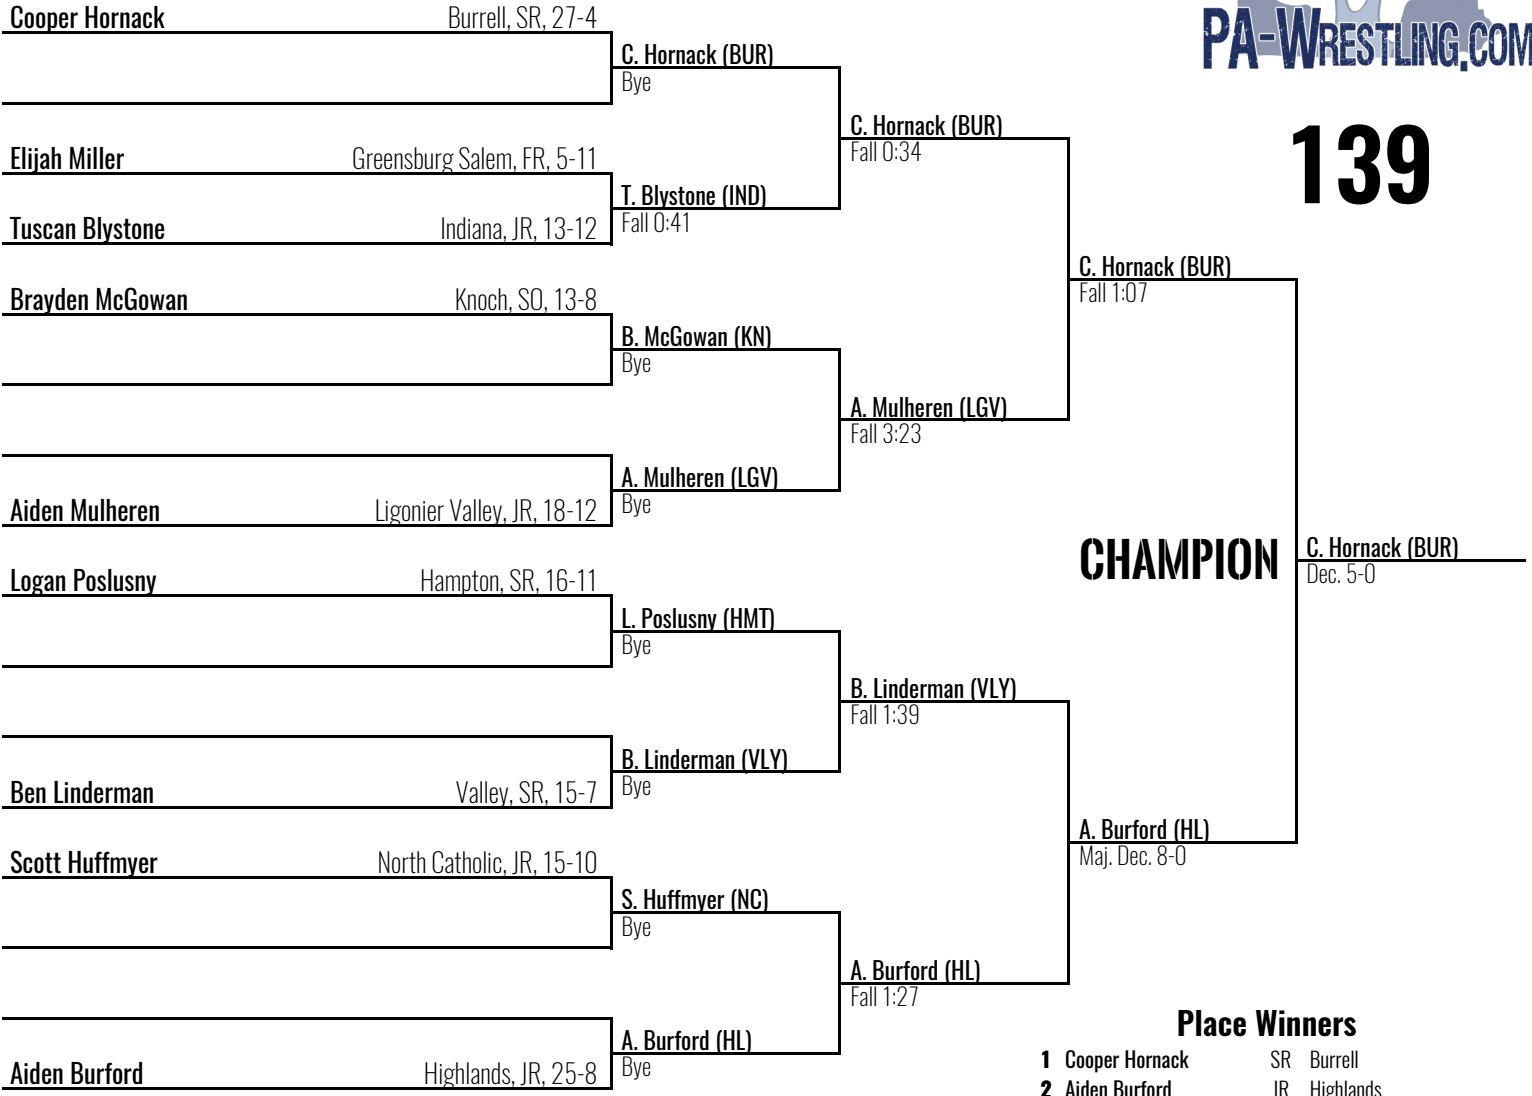 Cooper Hornack Burrell, SR, 27-4
C. Hornack (BUR)
Bye
PA-WRESTLING.COM
139
C. Hornack (BUR)
Fall 0:34
Elijah Miller Greensburg Salem, FR, 5-11
T. Blystone (IND)
Fall 0:41
Tuscan Blystone Indiana, JR, 13-12
C. Hornack (BUR)
Fall 1:07
Brayden McGowan Knoch, SO, 13-8
B. McGowan (KN)
Bye
A. Mulheren (LGV)
Fall 3:23
A. Mulheren (LGV)
Bye
Aiden Mulheren Ligonier Valley, JR, 18-12
CHAMPION
C. Hornack (BUR)
Dec. 5-0
Logan Poslusny Hampton, SR, 16-11
L. Poslusny (HMT)
Bye
B. Linderman (VLY)
Fall 1:39
B. Linderman (VLY)
Bye
Ben Linderman Valley, SR, 15-7
A. Burford (HL)
Maj. Dec. 8-0
Scott Huffmyer North Catholic, JR, 15-10
S. Huffmyer (NC)
Bye
A. Burford (HL)
Fall 1:27
A. Burford (HL)
Bye
Aiden Burford Highlands, JR, 25-8
Place Winners
1 Cooper Hornack SR Burrell
2 Aiden Burford JR Highlands